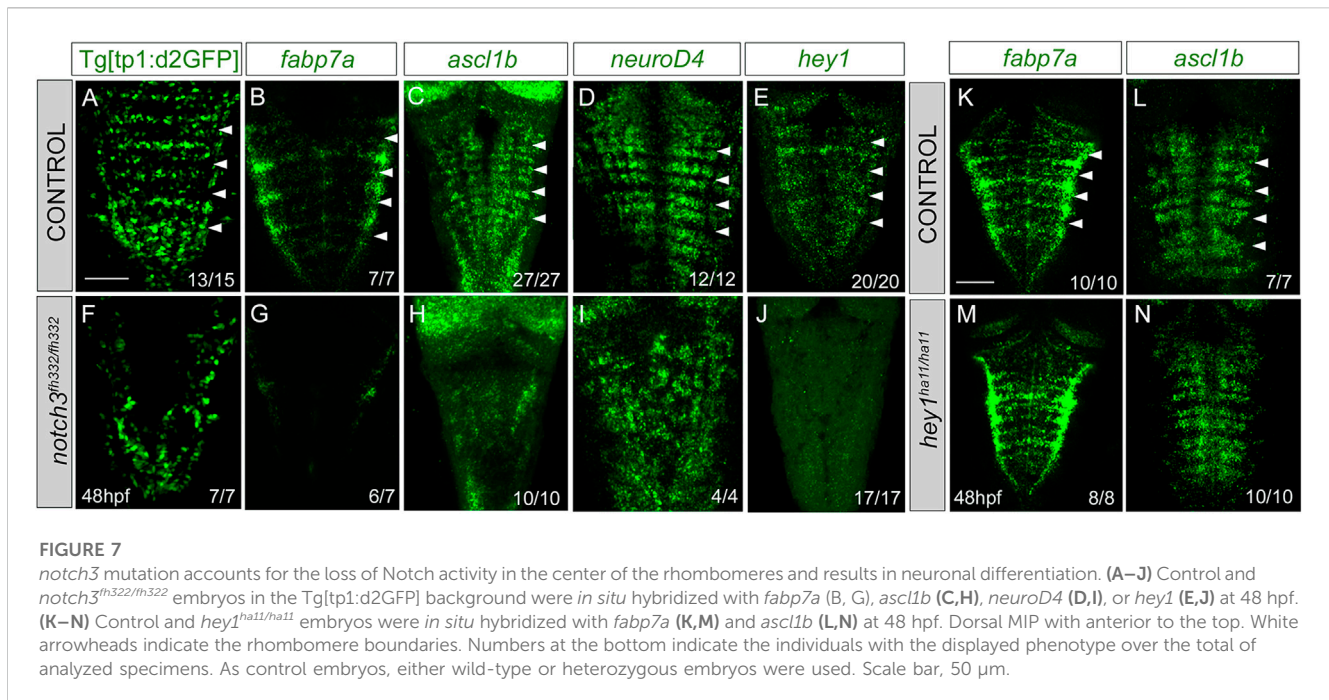 Tg[tp1:d2GFP] fabp7a ascl1b neuroD4 hey1 fabp7a ascl1b
CONTROL
A B C D E
13/15 7/7 27/27 12/12 20/20
CONTROL
K L
10/10 7/7
notch3fh332/fh332
F G H I J
48hpf 7/7 6/7 10/10 4/4 17/17
hey1ha11/ha11
M N
48hpf 8/8 10/10
FIGURE 7
notch3 mutation accounts for the loss of Notch activity in the center of the rhombomeres and results in neuronal differentiation. (A–J) Control and
notch3fh322/fh322 embryos in the Tg[tp1:d2GFP] background were in situ hybridized with fabp7a (B, G), ascl1b (C,H), neuroD4 (D,I), or hey1 (E,J) at 48 hpf.
(K–N) Control and hey1ha11/ha11 embryos were in situ hybridized with fabp7a (K,M) and ascl1b (L,N) at 48 hpf. Dorsal MIP with anterior to the top. White
arrowheads indicate the rhombomere boundaries. Numbers at the bottom indicate the individuals with the displayed phenotype over the total of
analyzed specimens. As control embryos, either wild-type or heterozygous embryos were used. Scale bar, 50 μm.